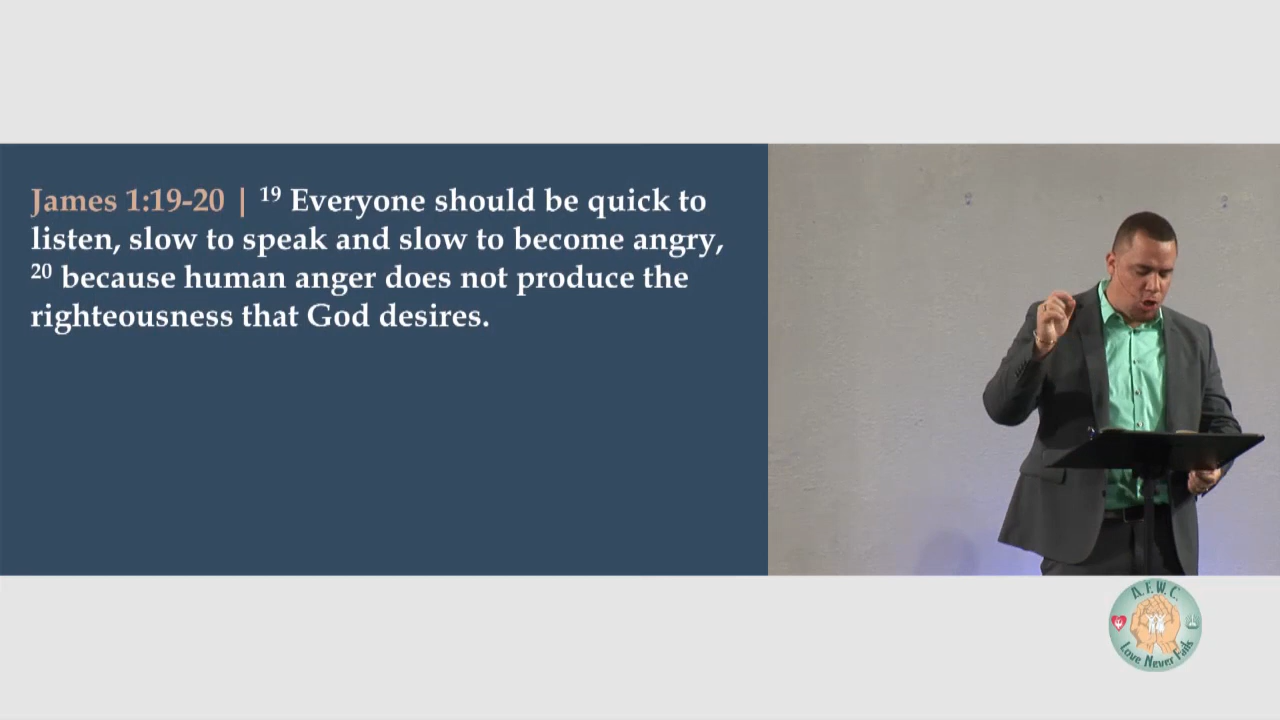 James 1:19-20 | 19 Everyone should be quick to
listen, slow to speak and slow to become angry,
20 because human anger does not produce the
righteousness that God desires.
A.F.W.C.
Love Never Fails